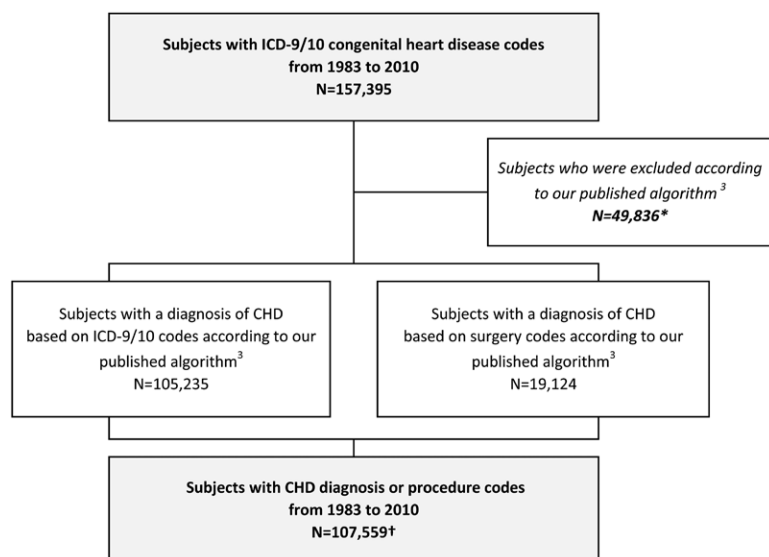 Subjects with ICD-9/10 congenital heart disease codes
from 1983 to 2010
N=157,395
Subjects who were excluded according
to our published algorithm 3
N=49,836*
Subjects with a diagnosis of CHD
based on ICD-9/10 codes according to our
published algorithm3
N=105,235
Subjects with a diagnosis of CHD
based on surgery codes according to our
published algorithm3
N=19,124
Subjects with CHD diagnosis or procedure codes
from 1983 to 2010
N=107,559†